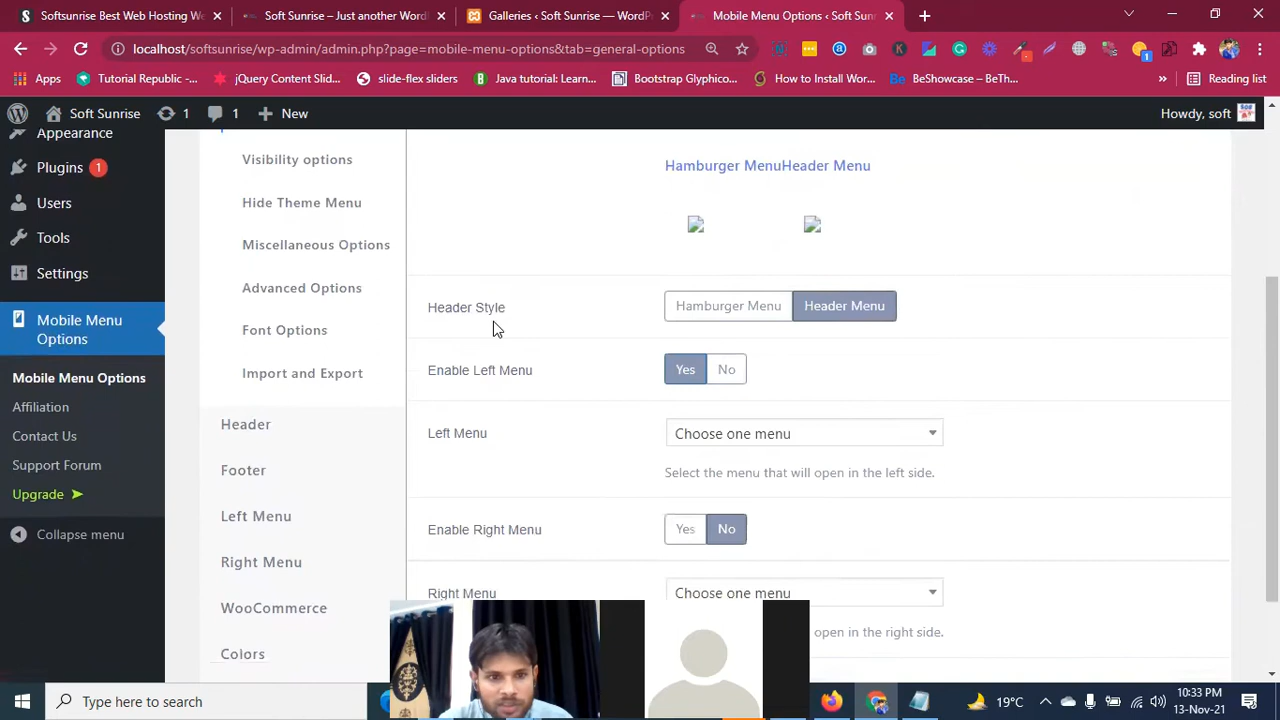 Soft Sunrise – Best Web D
Soft Sunrise – Just another Word
Galleries ‹ Soft Sunrise — WordP
Mobile Menu Options ‹ Soft Sun
localhost/softsunrise/wp-admin/admin.php?page=mobile-menu-options&tab=general-options
Apps
Tutorial Republic -...
jQuery Content Slid...
slide-flex sliders
Java tutorial: Learn...
Bootstrap Glyphico...
How to Install Wor...
BeShowcase – BeTh...
»
Reading list
Soft Sunrise
1
1
New
Howdy, soft
Appearance
Plugins 1
Users
Tools
Settings
Mobile Menu
Options
Mobile Menu Options
Affiliation
Contact Us
Support Forum
Upgrade ➤
Collapse menu
Visibility options
Hide Theme Menu
Miscellaneous Options
Advanced Options
Font Options
Import and Export
Header
Footer
Left Menu
Right Menu
WooCommerce
Colors
Hamburger MenuHeader Menu
Header Style
Hamburger Menu
Header Menu
Enable Left Menu
Yes
No
Left Menu
Choose one menu
Select the menu that will open in the left side.
Enable Right Menu
Yes
No
Right Menu
Choose one menu
open in the right side.
Type here to search
19°C
10:33 PM
13-Nov-21